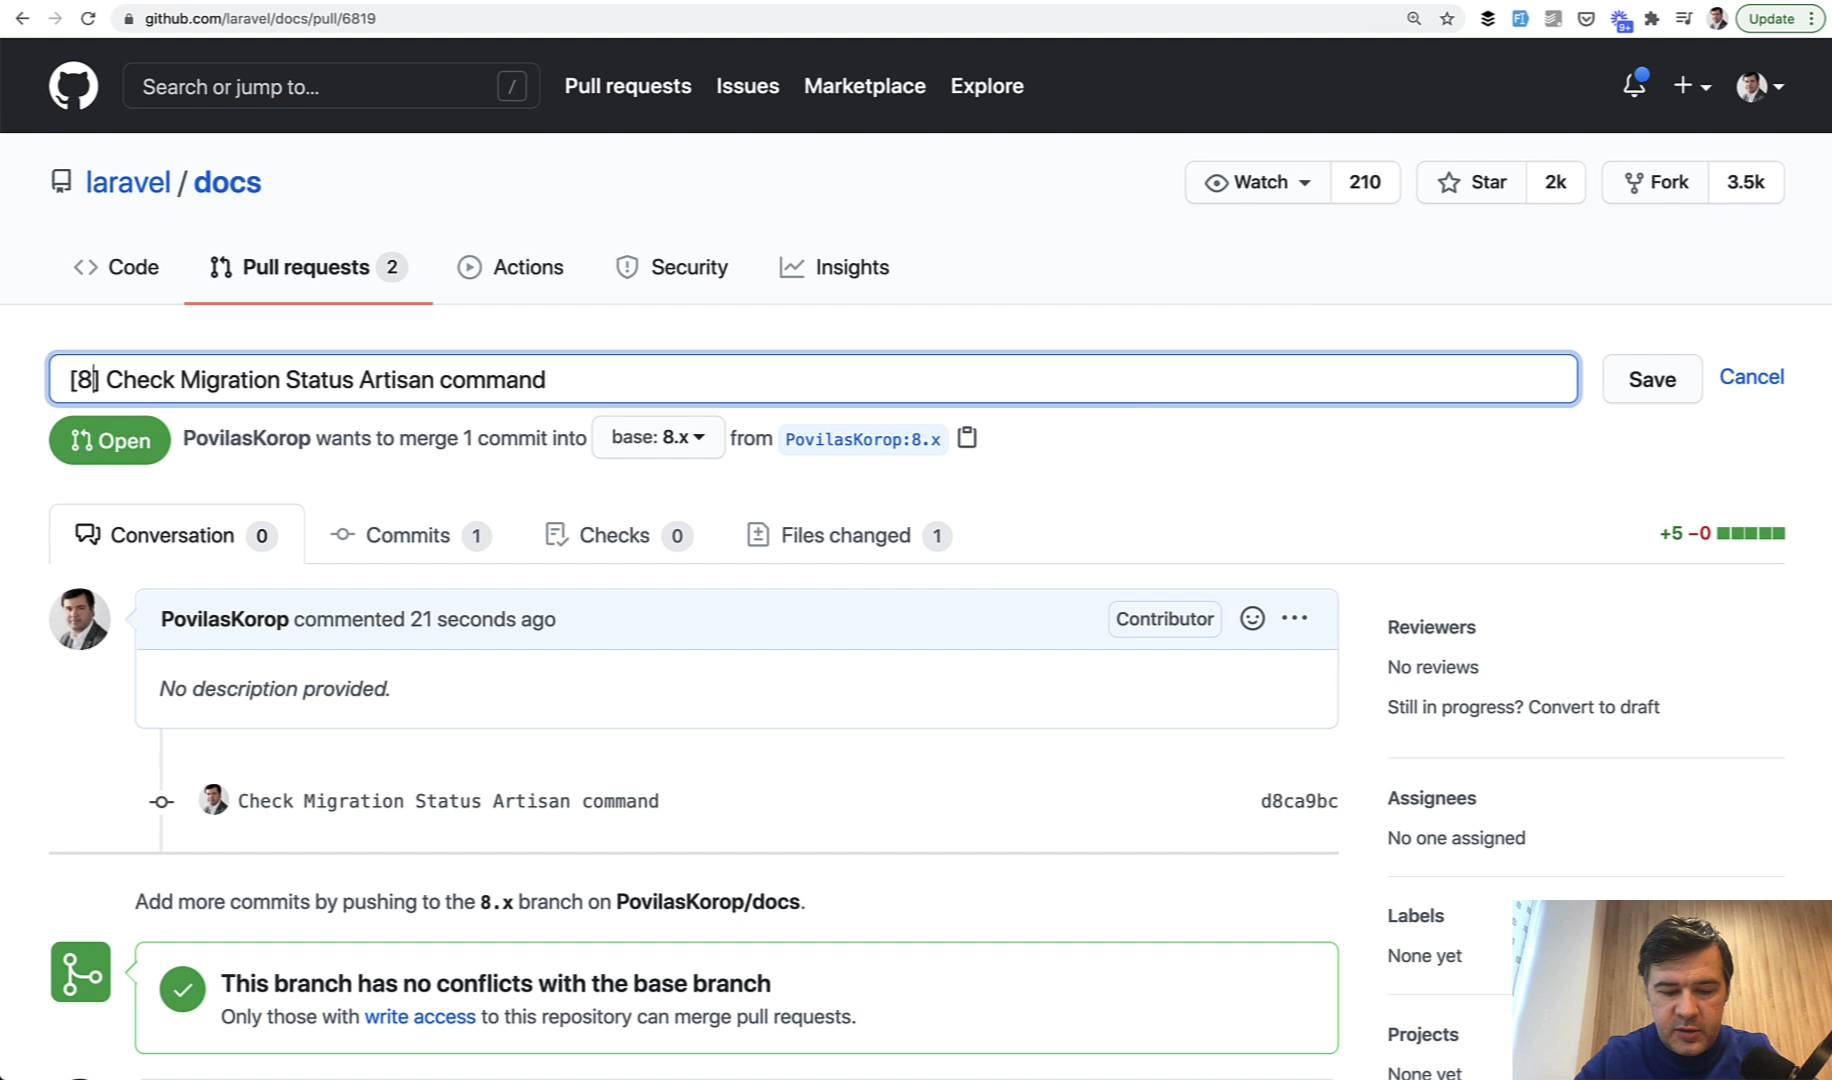 github.com/laravel/docs/pull/6819
Update
Search or jump to...
/
Pull requests
Issues
Marketplace
Explore
laravel / docs
Watch
210
Star
2k
Fork
3.5k
Code
Pull requests 2
Actions
Security
Insights
[8] Check Migration Status Artisan command
Save
Cancel
Open
PovilasKorop wants to merge 1 commit into base: 8.x from PovilasKorop:8.x
Conversation 0
Commits 1
Checks 0
Files changed 1
+5 −0
PovilasKorop commented 21 seconds ago
Contributor
No description provided.
Check Migration Status Artisan command
d8ca9bc
Add more commits by pushing to the 8.x branch on PovilasKorop/docs.
This branch has no conflicts with the base branch
Only those with write access to this repository can merge pull requests.
Reviewers
No reviews
Still in progress? Convert to draft
Assignees
No one assigned
Labels
None yet
Projects
None yet